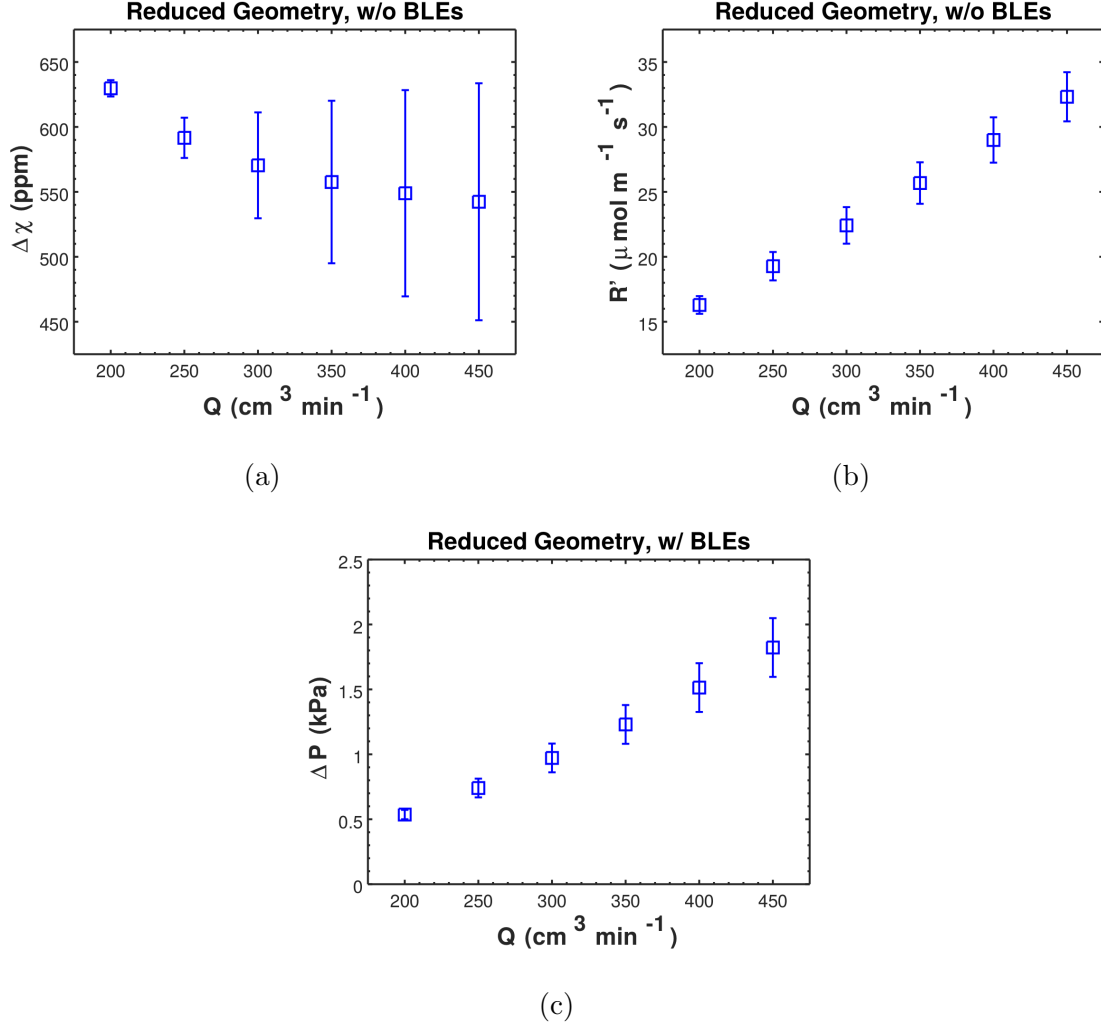 Reduced Geometry, w/o BLEs
650
600
550
500
450
Δχ (ppm)
200 250 300 350 400 450
Q (cm 3 min -1 )
(a)
Reduced Geometry, w/o BLEs
35
30
25
20
15
R' (μ mol m -1 s -1 )
200 250 300 350 400 450
Q (cm 3 min -1 )
(b)
Reduced Geometry, w/ BLEs
2.5
2
1.5
1
0.5
0
Δ P (kPa)
200 250 300 350 400 450
Q (cm 3 min -1 )
(c)